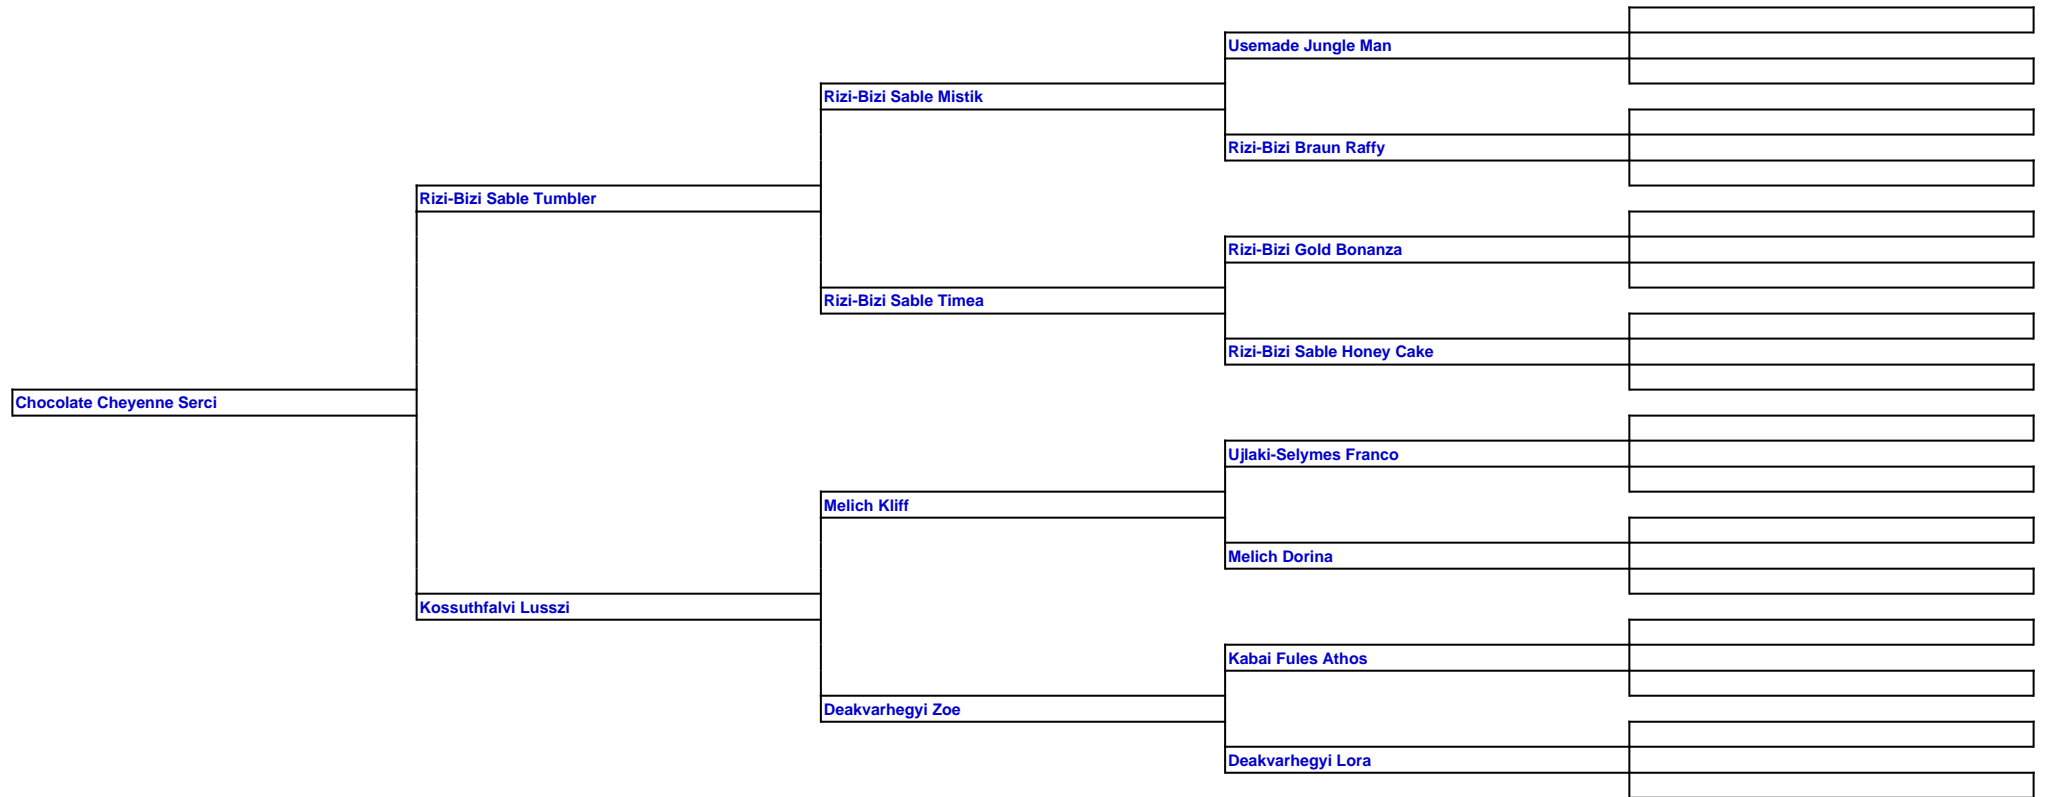 Usemade Jungle Man
Rizi-Bizi Sable Mistik
Rizi-Bizi Braun Raffy
Rizi-Bizi Sable Tumbler
Rizi-Bizi Gold Bonanza
Rizi-Bizi Sable Timea
Rizi-Bizi Sable Honey Cake
Chocolate Cheyenne Serci
Ujlaki-Selymes Franco
Melich Kliff
Melich Dorina
Kossuthfalvi Lusszi
Kabai Fules Athos
Deakvarhegyi Zoe
Deakvarhegyi Lora